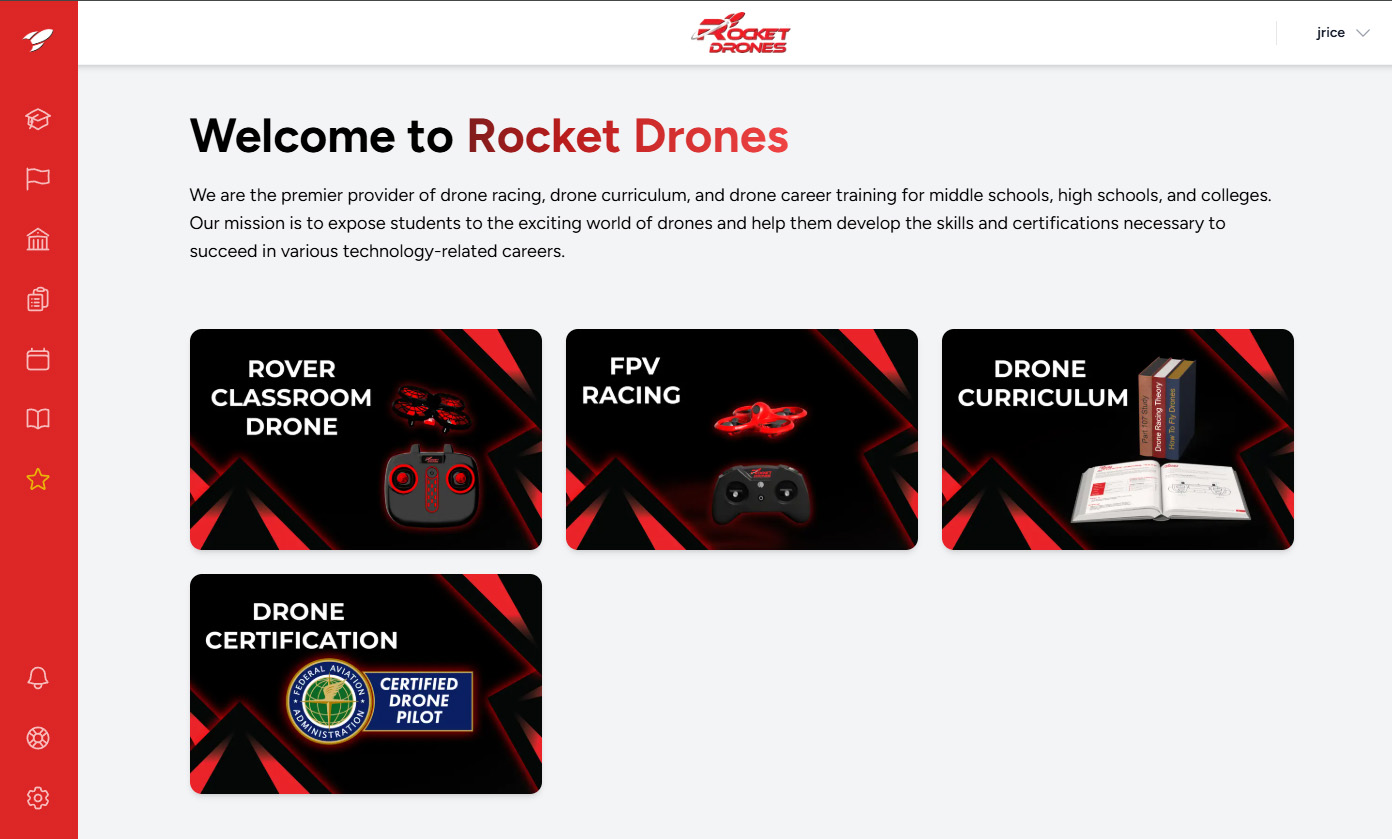 ROCKET
DRONES
jrice
Welcome to Rocket Drones
We are the premier provider of drone racing, drone curriculum, and drone career training for middle schools, high schools, and colleges.
Our mission is to expose students to the exciting world of drones and help them develop the skills and certifications necessary to
succeed in various technology-related careers.
ROVER
CLASSROOM
DRONE
FPV
RACING
DRONE
CURRICULUM
Part 107 Study
Drone Racing Theory
How To Fly Drones
DRONE
CERTIFICATION
FEDERAL AVIATION
ADMINISTRATION
CERTIFIED
DRONE
PILOT